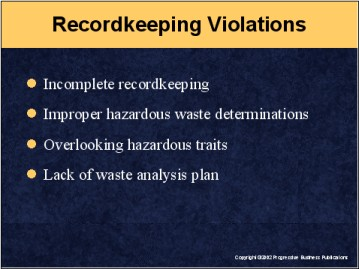 Recordkeeping Violations
Incomplete recordkeeping
Improper hazardous waste determinations
Overlooking hazardous traits
Lack of waste analysis plan
Copyright Progressive Business Publications